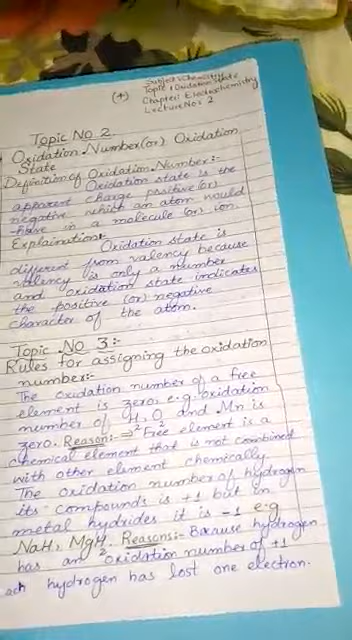 (4)
Subject: Chemistry
Topic: Oxidation State
Chapter: Electrochemistry
Lecture No: 2
Topic NO 2
Oxidation Number (or) Oxidation
State
Definition of Oxidation Number:-
Oxidation state is the
apparent charge positive (or)
negative which an atom would
have in a molecule (or) ion.
Explaination:-
Oxidation state is
different from valency because
valency is only a number
and oxidation state indicates
the positive (or) negative
character of the atom.
Topic NO 3:-
Rules for assigning the oxidation
number:-
The oxidation number of a free
element is zero, e.g. oxidation
number of H2, O2 and Mn is
zero. Reason:- ⇒ Free element is a
chemical element that is not combined
with other element chemically.
The oxidation number of hydrogen
in its compounds is +1 but in
metal hydrides it is -1 e.g
NaH, MgH2. Reasons:- Because hydrogen
has an oxidation number of +1
hydrogen has lost one electron.